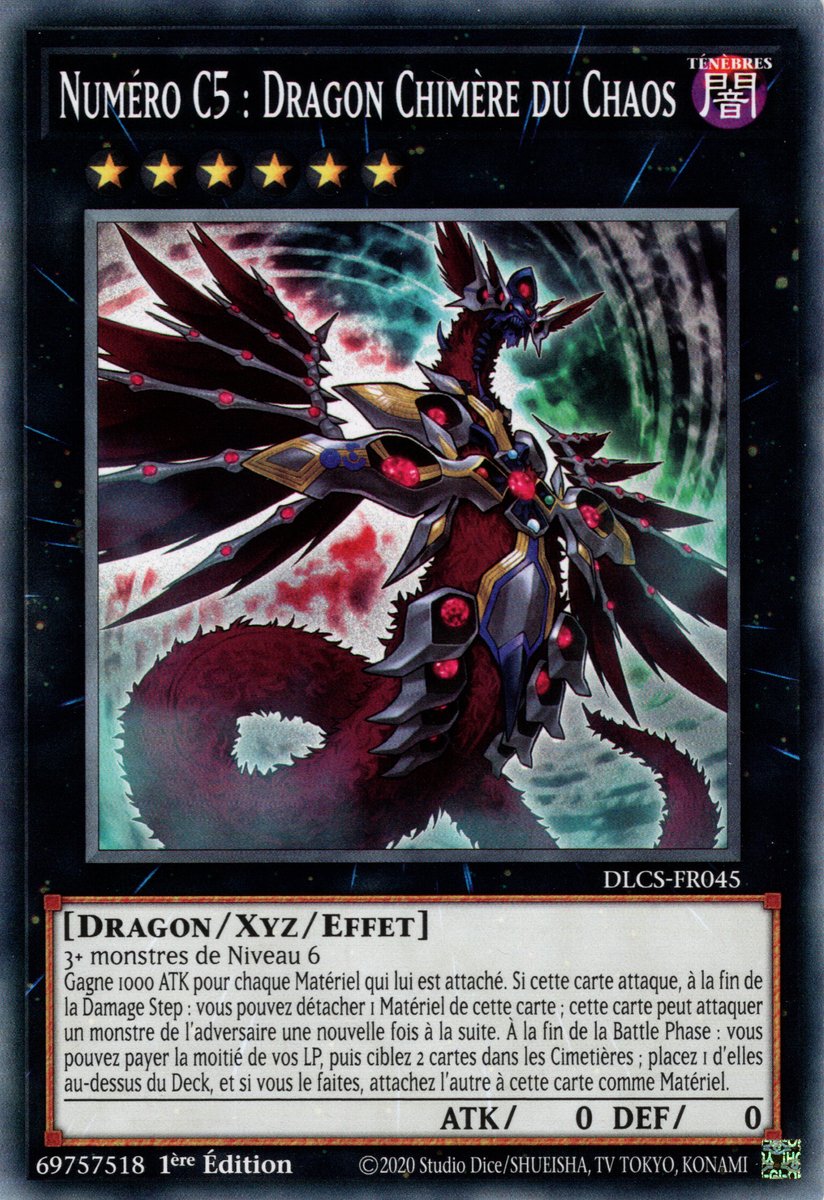 TÉNÈBRES
NUMÉRO C5 : DRAGON CHIMÈRE DU CHAOS
闇
DLCS-FR045
[DRAGON/XYZ/EFFET]
3+ monstres de Niveau 6
Gagne 1000 ATK pour chaque Matériel qui lui est attaché. Si cette carte attaque, à la fin de
la Damage Step : vous pouvez détacher 1 Matériel de cette carte ; cette carte peut attaquer
un monstre de l'adversaire une nouvelle fois à la suite. À la fin de la Battle Phase : vous
pouvez payer la moitié de vos LP, puis ciblez 2 cartes dans les Cimetières ; placez 1 d'elles
au-dessus du Deck, et si vous le faites, attachez l'autre à cette carte comme Matériel.
ATK/ 0 DEF/ 0
69757518 1ère Édition ©2020 Studio Dice/SHUEISHA, TV TOKYO, KONAMI